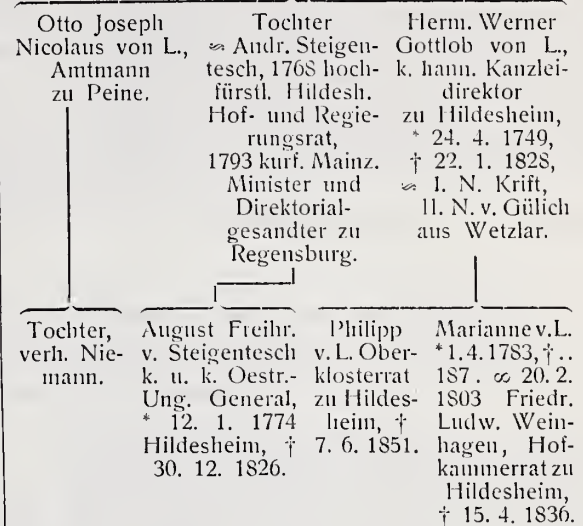 Otto Joseph
Nicolaus von L.,
Amtmann
zu Peine.
Tochter
⚮ Andr. Steigen-
tesch, 1768 hoch-
fürstl. Hildesh.
Hof- und Regie-
rungsrat,
1793 kurf. Mainz.
Minister und
Direktorial-
gesandter zu
Regensburg.
Herm. Werner
Gottlob von L.,
k. hann. Kanzlei-
direktor
zu Hildesheim,
* 24. 4. 1749,
† 22. 1. 1828,
⚮ I. N. Krift,
II. N. v. Gülich
aus Wetzlar.
Tochter,
verh. Nie-
mann.
August Freihr.
v. Steigentesch
k. u. k. Oestr.-
Ung. General,
* 12. 1. 1774
Hildesheim, †
30. 12. 1826.
Philipp
v. L. Ober-
klosterrat
zu Hildes-
heim, †
7. 6. 1851.
Marianne v. L.
* 1. 4. 1783, † . .
187 . ∞ 20. 2.
1803 Friedr.
Ludw. Wein-
hagen, Hof-
kammerrat zu
Hildesheim,
† 15. 4. 1836.